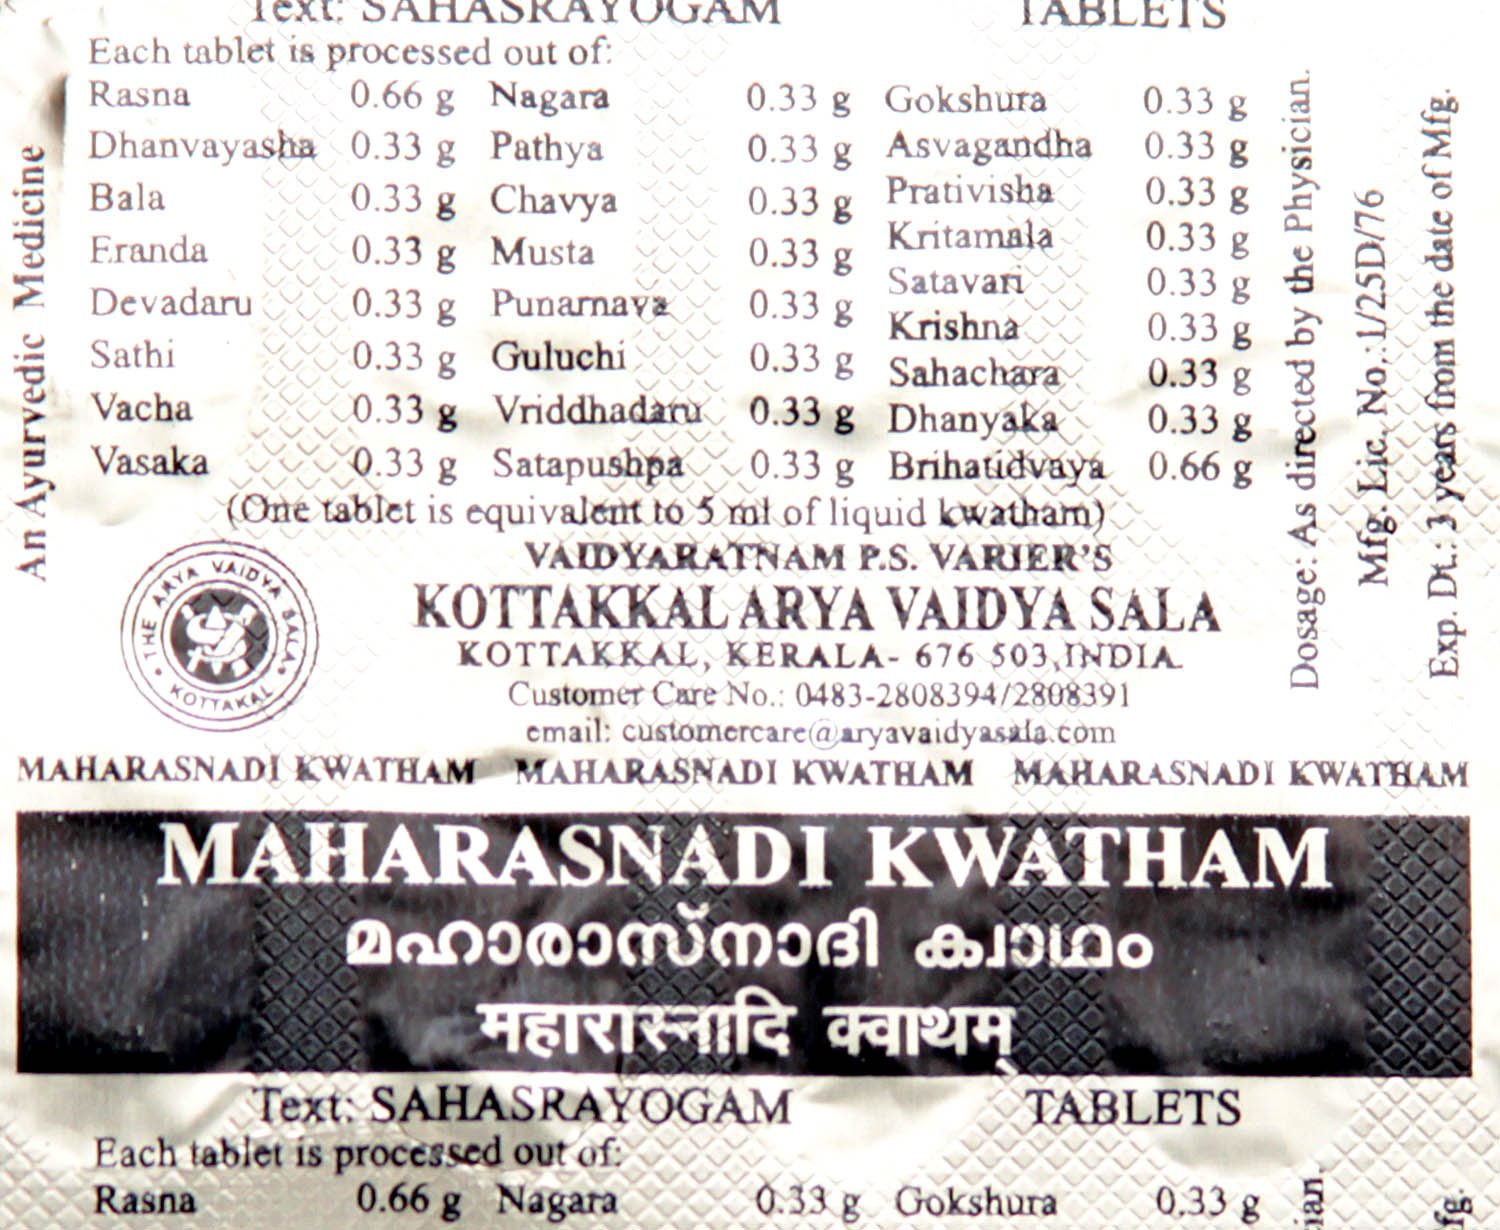 Text: SAHASRAYOGAM TABLETS
Each tablet is processed out of:
Rasna 0.66 g Nagara 0.33 g Gokshura 0.33 g
Dhanvayasha 0.33 g Pathya 0.33 g Asvagandha 0.33 g
Bala 0.33 g Chavya 0.33 g Prativisha 0.33 g
Eranda 0.33 g Musta 0.33 g Kritamala 0.33 g
Devadaru 0.33 g Punarnava 0.33 g Satavari 0.33 g
Sathi 0.33 g Guluchi 0.33 g Krishna 0.33 g
Vacha 0.33 g Vriddhadaru 0.33 g Sahachara 0.33 g
Vasaka 0.33 g Satapushpa 0.33 g Dhanyaka 0.33 g
Brihatidvaya 0.66 g
(One tablet is equivalent to 5 ml of liquid kwatham)
VAIDYARATNAM P.S. VARIER'S
KOTTAKKAL ARYA VAIDYA SALA
KOTTAKKAL, KERALA- 676 503,INDIA
Customer Care No.: 0483-2808394/2808391
email: customercare@aryavaidyasala.com
An Ayurvedic Medicine
Dosage: As directed by the Physician.
Mfg. Lic. No.:1/25D/76
Exp. Dt.: 3 years from the date of Mfg.
THE ARYA VAIDYA SALA
KOTTAKAL
MAHARASNADI KWATHAM MAHARASNADI KWATHAM MAHARASNADI KWATHAM
MAHARASNADI KWATHAM
മഹാരാസ്നാദി ക്വാഥം
महारास्नादि क्वाथम्
Text: SAHASRAYOGAM TABLETS
Each tablet is processed out of:
Rasna 0.66 g Nagara 0.33 g Gokshura 0.33 g